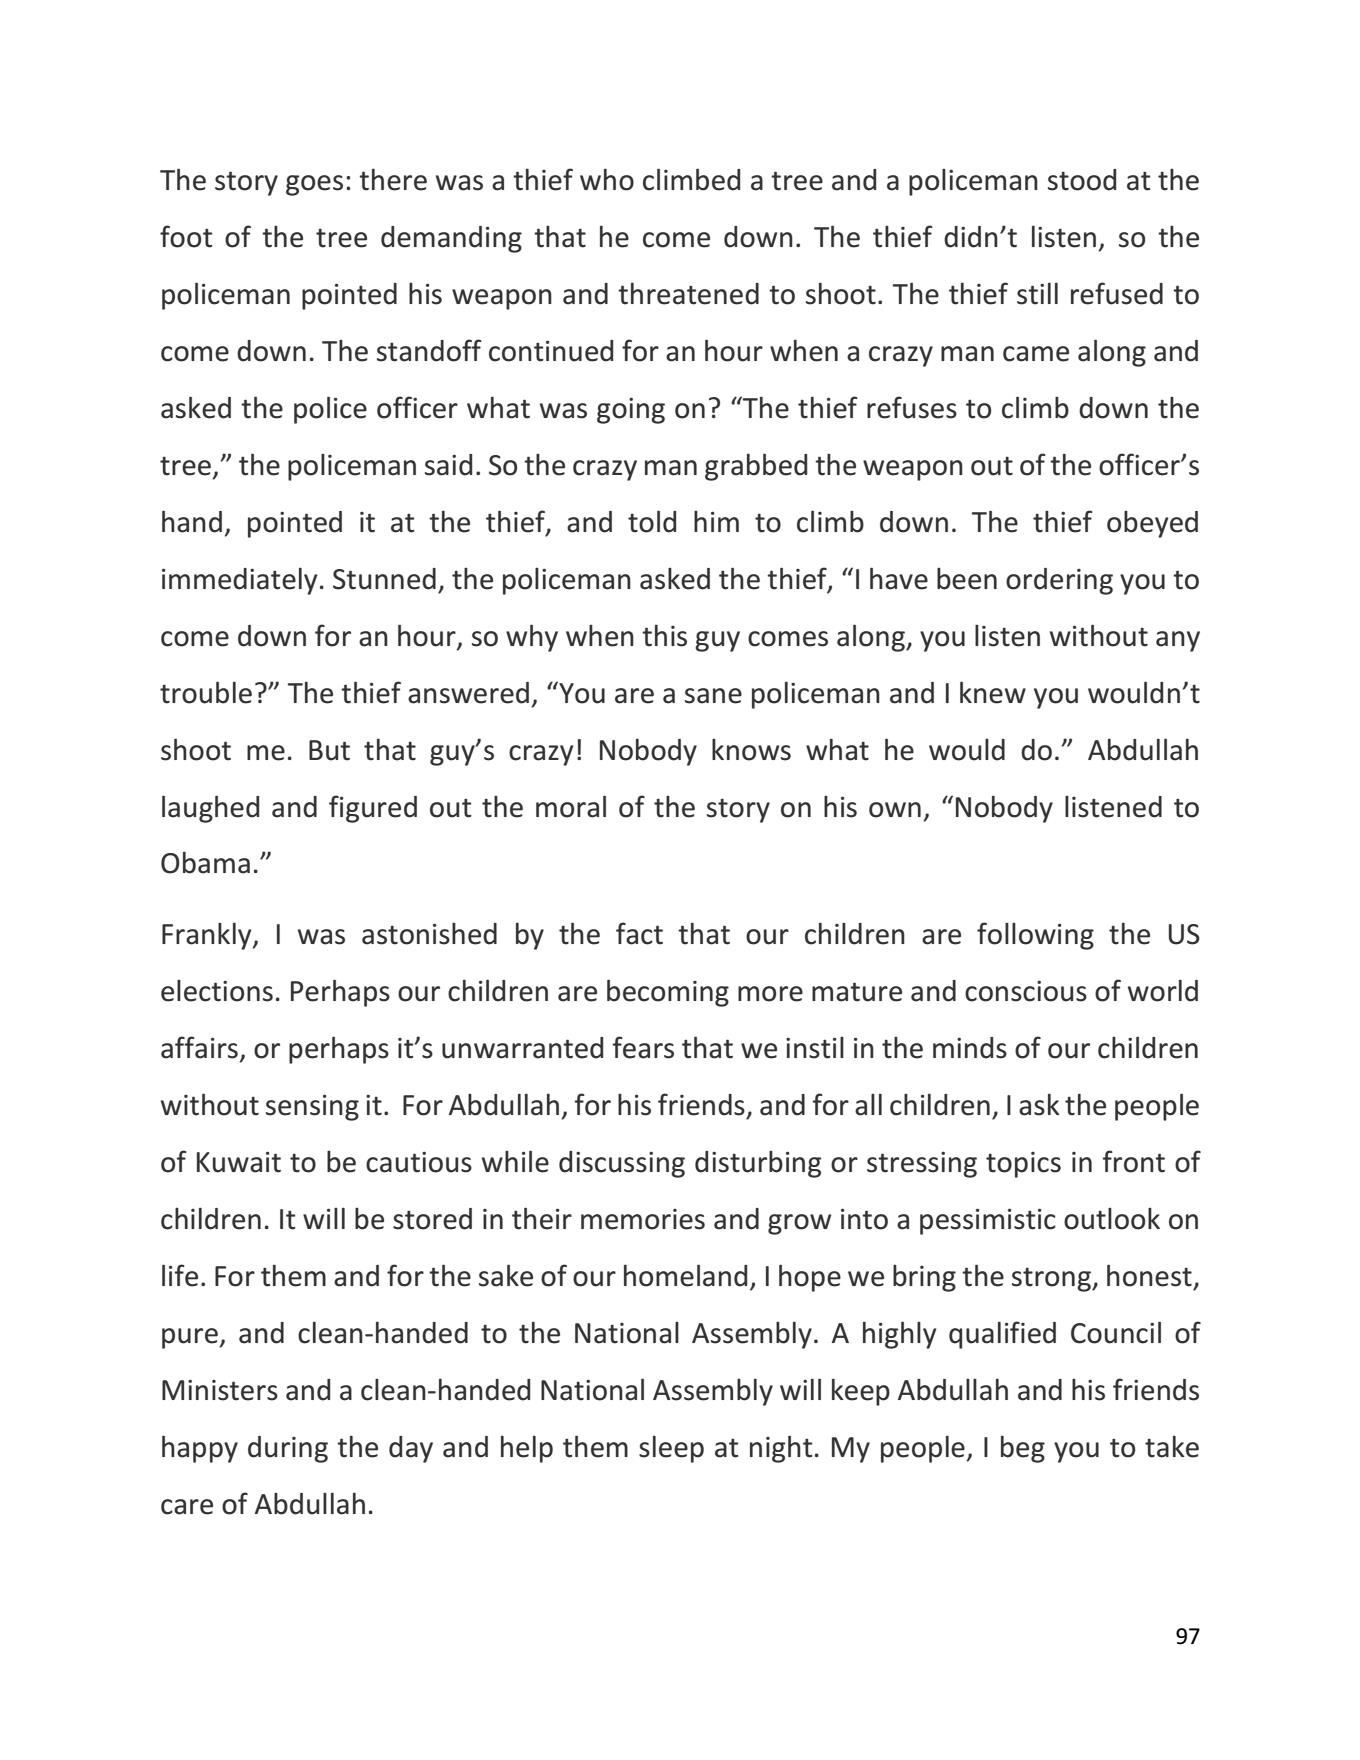 The story goes: there was a thief who climbed a tree and a policeman stood at the
foot of the tree demanding that he come down. The thief didn’t listen, so the
policeman pointed his weapon and threatened to shoot. The thief still refused to
come down. The standoff continued for an hour when a crazy man came along and
asked the police officer what was going on? “The thief refuses to climb down the
tree,” the policeman said. So the crazy man grabbed the weapon out of the officer’s
hand, pointed it at the thief, and told him to climb down. The thief obeyed
immediately. Stunned, the policeman asked the thief, “I have been ordering you to
come down for an hour, so why when this guy comes along, you listen without any
trouble?” The thief answered, “You are a sane policeman and I knew you wouldn’t
shoot me. But that guy’s crazy! Nobody knows what he would do.” Abdullah
laughed and figured out the moral of the story on his own, “Nobody listened to
Obama.”
Frankly, I was astonished by the fact that our children are following the US
elections. Perhaps our children are becoming more mature and conscious of world
affairs, or perhaps it’s unwarranted fears that we instil in the minds of our children
without sensing it. For Abdullah, for his friends, and for all children, I ask the people
of Kuwait to be cautious while discussing disturbing or stressing topics in front of
children. It will be stored in their memories and grow into a pessimistic outlook on
life. For them and for the sake of our homeland, I hope we bring the strong, honest,
pure, and clean-handed to the National Assembly. A highly qualified Council of
Ministers and a clean-handed National Assembly will keep Abdullah and his friends
happy during the day and help them sleep at night. My people, I beg you to take
care of Abdullah.
97